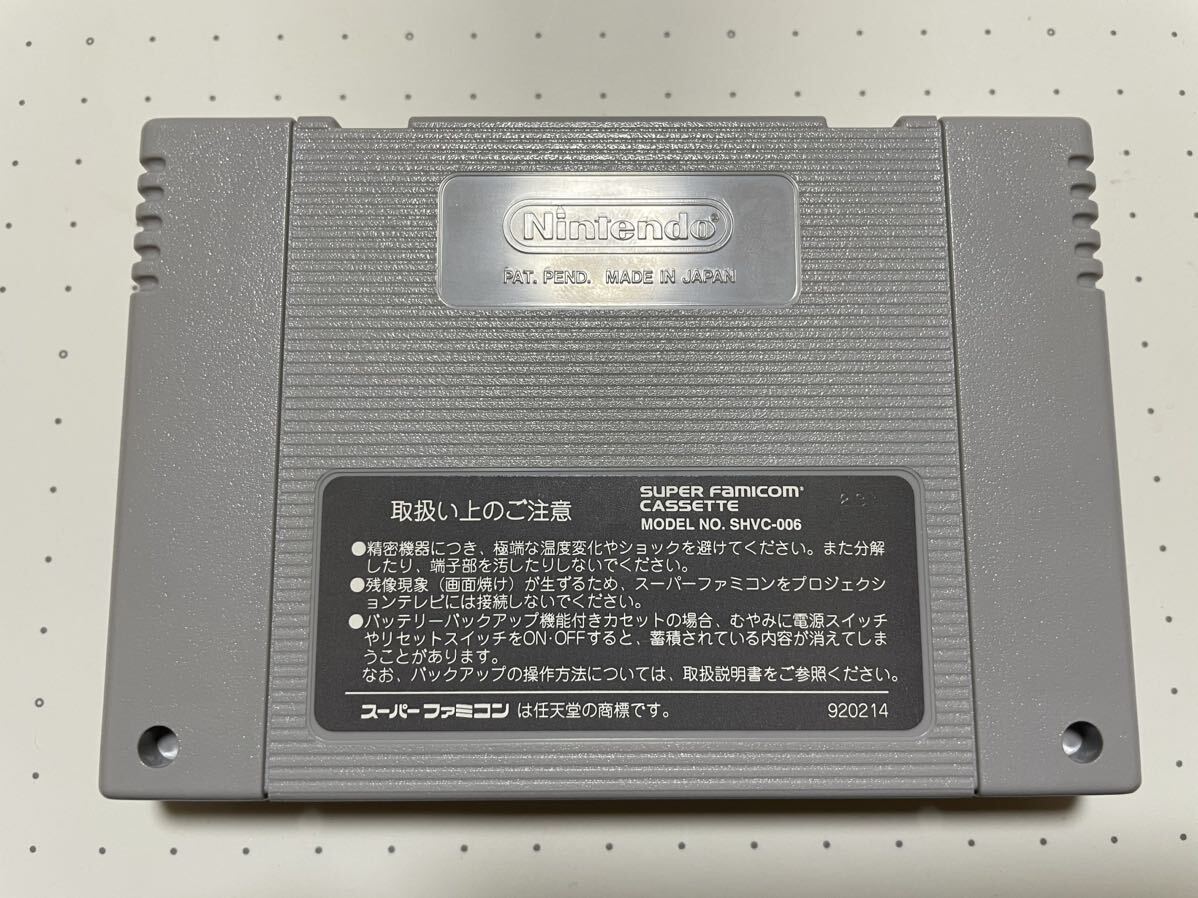 Nintendo®
PAT. PEND. MADE IN JAPAN
取扱い上のご注意
SUPER FAMICOM®
CASSETTE
MODEL NO. SHVC-006
●精密機器につき、極端な温度変化やショックを避けてください。また分解
したり、端子部を汚したりしないでください。
●残像現象（画面焼け）が生ずるため、スーパーファミコンをプロジェクシ
ョンテレビには接続しないでください。
●バッテリーバックアップ機能付きカセットの場合、むやみに電源スイッチ
やリセットスイッチをON·OFFすると、蓄積されている内容が消えてしま
うことがあります。
なお、バックアップの操作方法については、取扱説明書をご参照ください。
スーパーファミコンは任天堂の商標です。
920214